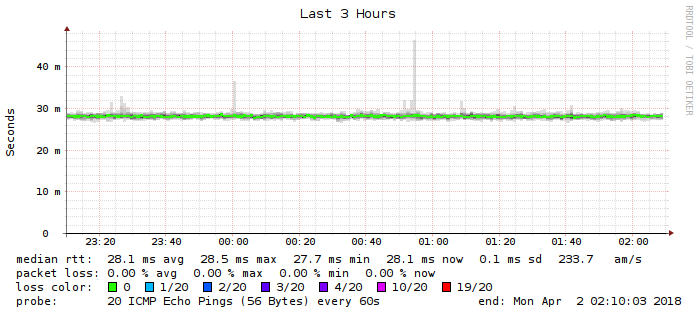 Last 3 Hours
RRDTOOL / TOBI OETIKER
Seconds
40 m
30 m
20 m
10 m
0
23:20 23:40 00:00 00:20 00:40 01:00 01:20 01:40 02:00
median rtt: 28.1 ms avg 28.5 ms max 27.7 ms min 28.1 ms now 0.1 ms sd 233.7 am/s
packet loss: 0.00 % avg 0.00 % max 0.00 % min 0.00 % now
loss color: 0 1/20 2/20 3/20 4/20 10/20 19/20
probe: 20 ICMP Echo Pings (56 Bytes) every 60s end: Mon Apr 2 02:10:03 2018